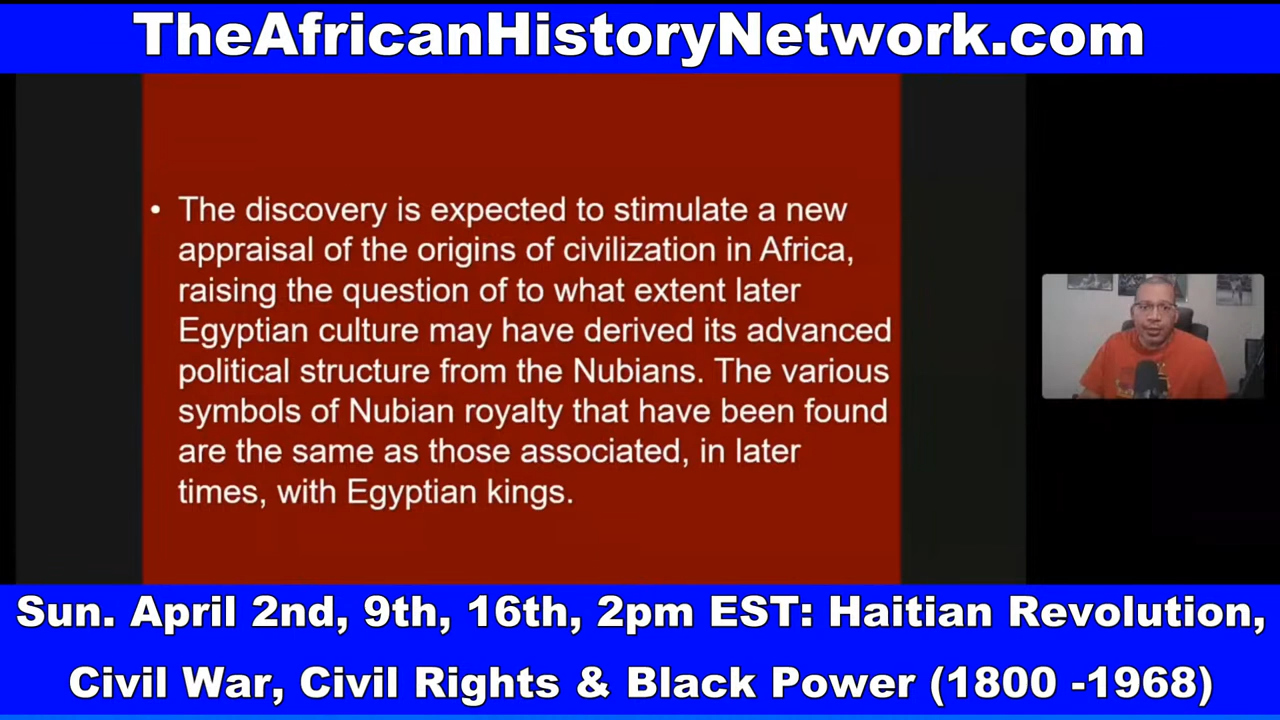 TheAfricanHistoryNetwork.com
• The discovery is expected to stimulate a new
appraisal of the origins of civilization in Africa,
raising the question of to what extent later
Egyptian culture may have derived its advanced
political structure from the Nubians. The various
symbols of Nubian royalty that have been found
are the same as those associated, in later
times, with Egyptian kings.
Sun. April 2nd, 9th, 16th, 2pm EST: Haitian Revolution,
Civil War, Civil Rights & Black Power (1800 -1968)